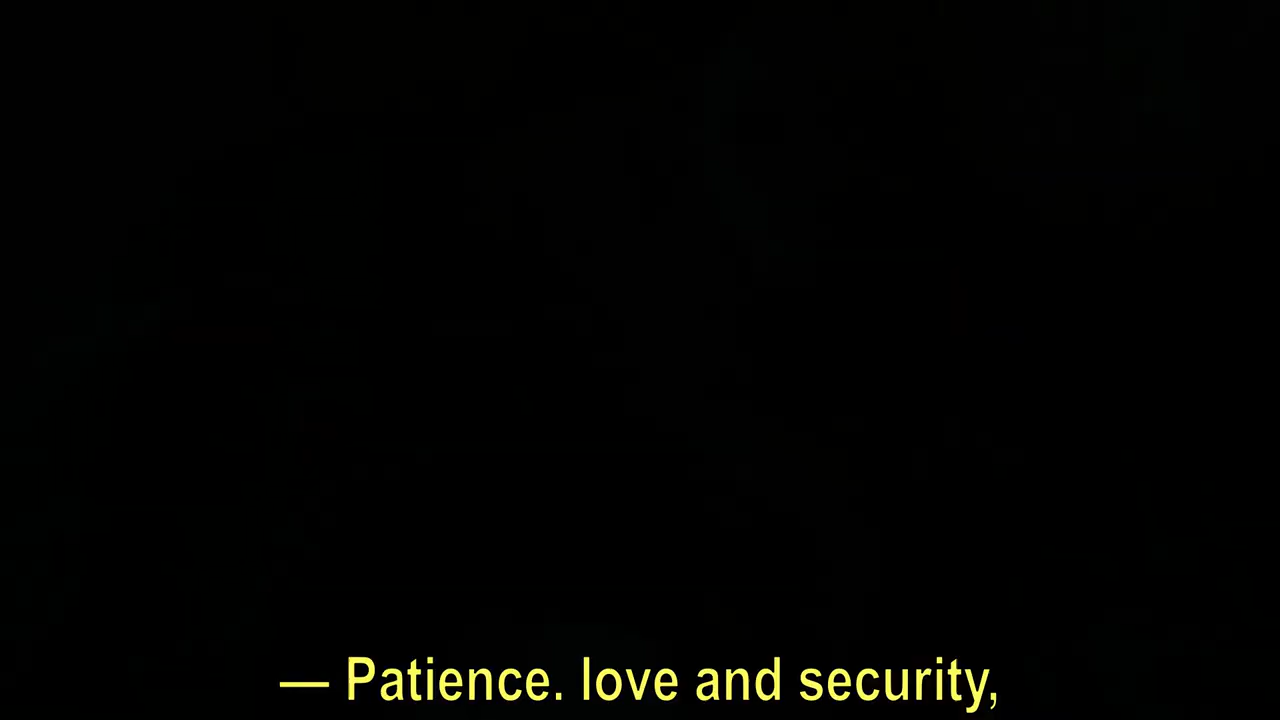 — Patience. love and security,